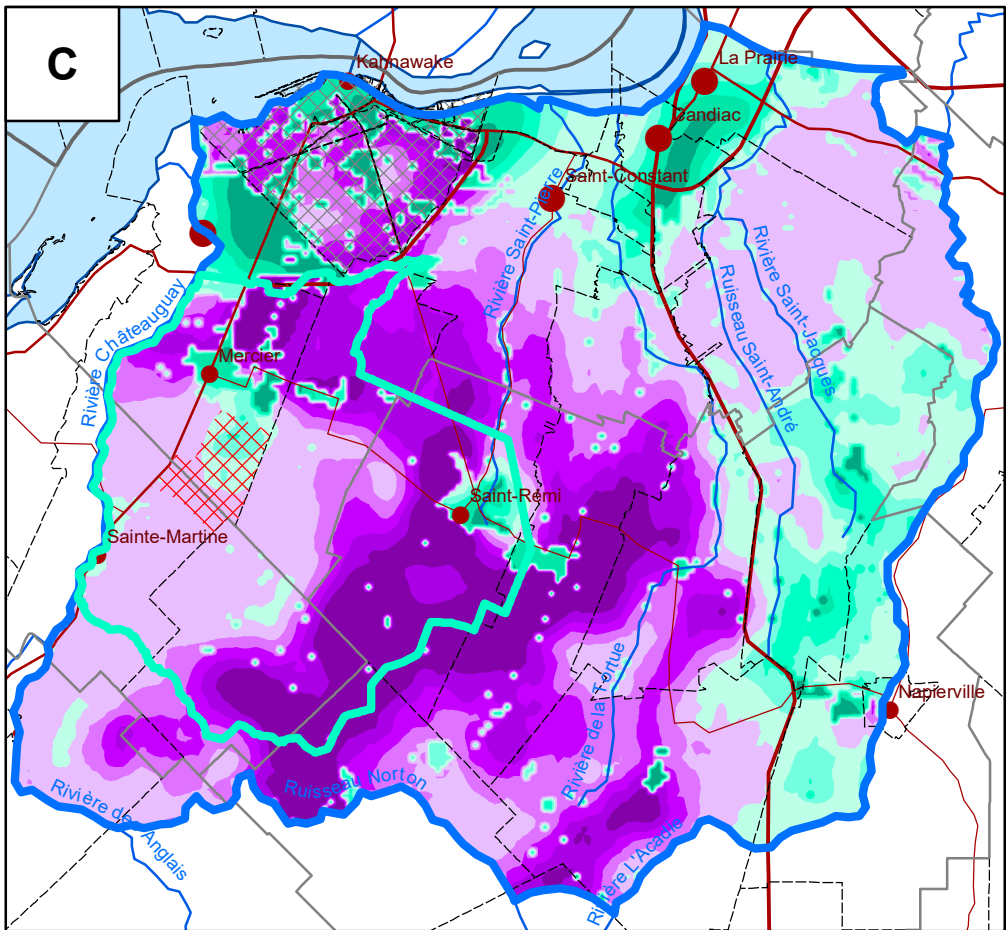 C
Kahnawake
La Prairie
Candiac
Saint-Constant
Rivière Saint-Pierre
Rivière Saint-Jacques
Ruisseau Saint-André
Rivière Châteauguay
Mercier
Saint-Rémi
Sainte-Martine
Rivière de la Tortue
Napierville
Ruisseau Norton
Rivière des Anglais
Rivière L'Acadie